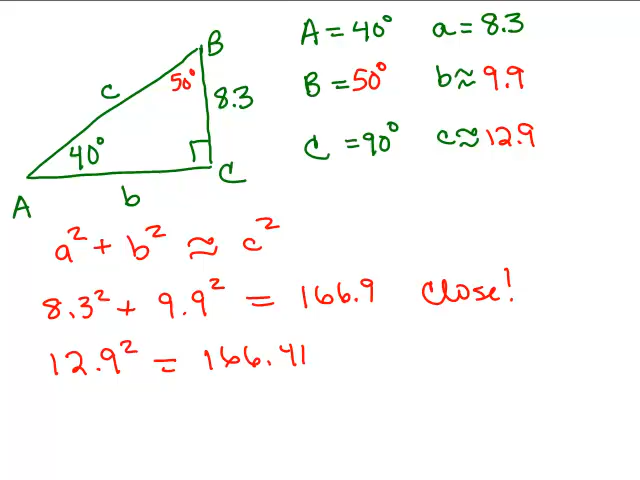 B
c
50°
8.3
40°
A
b
C
A = 40° a = 8.3
B = 50° b ≈ 9.9
C = 90° c ≈ 12.9
a² + b² ≈ c²
8.3² + 9.9² = 166.9 close!
12.9² = 166.41